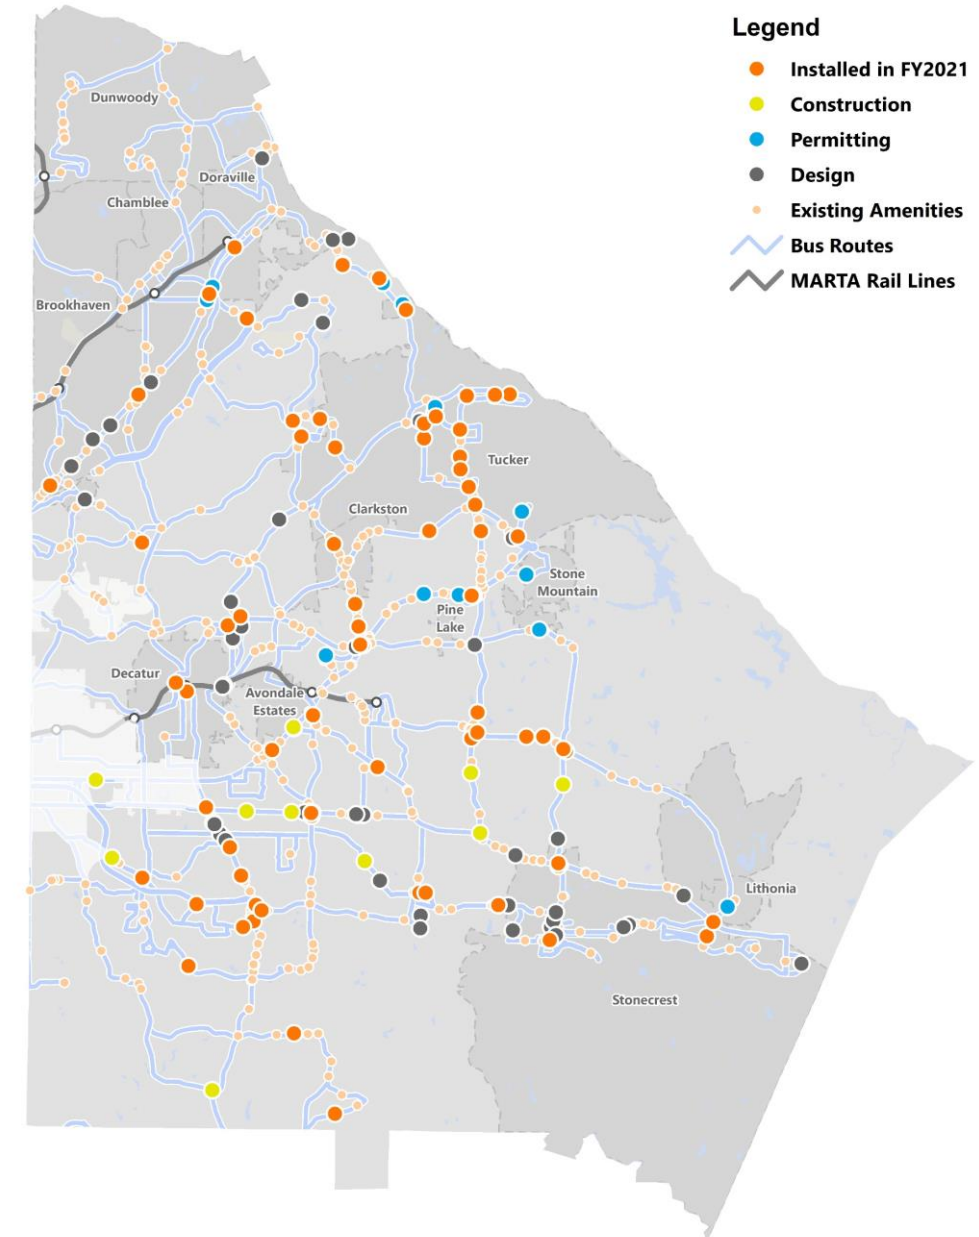 Legend
Installed in FY2021
Construction
Permitting
Design
Existing Amenities
Bus Routes
MARTA Rail Lines
Dunwoody
Doraville
Chamblee
Brookhaven
Tucker
Clarkston
Stone
Mountain
Pine
Lake
Decatur
Avondale
Estates
Lithonia
Stonecrest